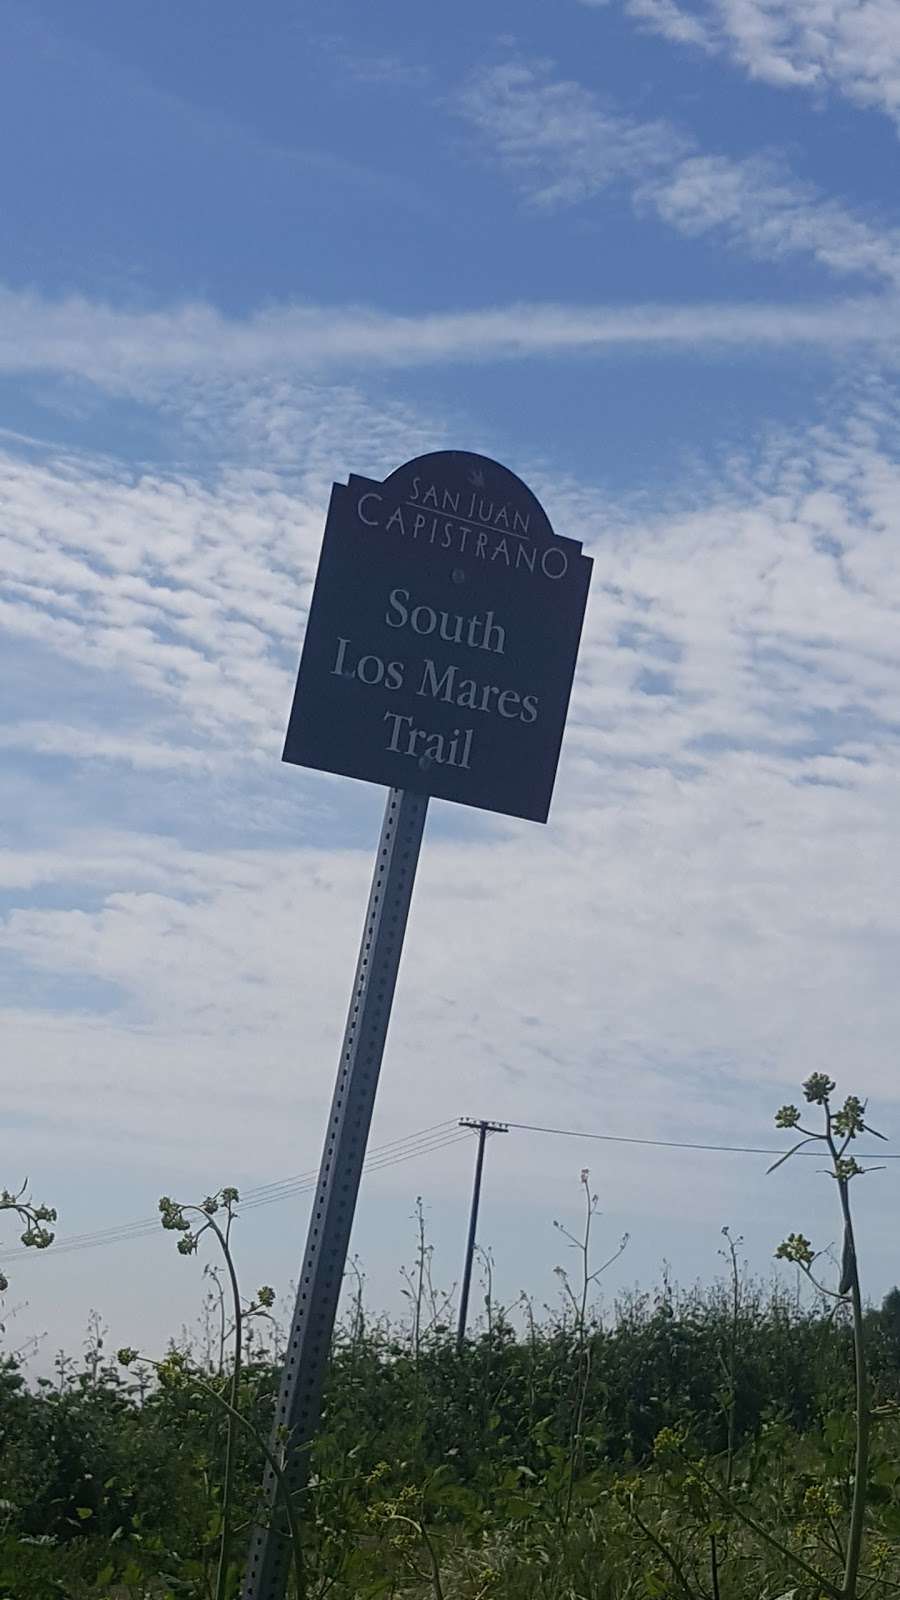 SAN JUAN
CAPISTRANO
South
Los Mares
Trail